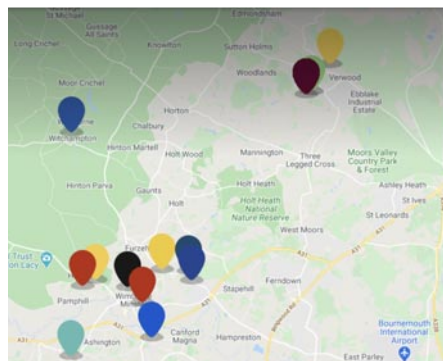 St Michael
Gussage
All Saints
Edmondsham
Long Crichel
Knowlton
Sutton Holms
Woodlands
Verwood
Moor Crichel
Ebblake
Industrial
Estate
Horton
Witchampton
Chalbury
Hinton Martell
Holt Wood
Mannington
Three
Legged Cross
Moors Valley
Country Park
& Forest
Hinton Parva
Gaunts
Holt Heath
Ashley Heath
Holt
Holt Heath
National
Nature Reserve
St Ives
St Leonards
West Moors
Furzeh
l Trust
on Lacy
A31
Pamphill
Stapehill
Ferndown
A31
Canford
Magna
Hampreston
Ashington
Bournemouth
International
Airport
East Parley